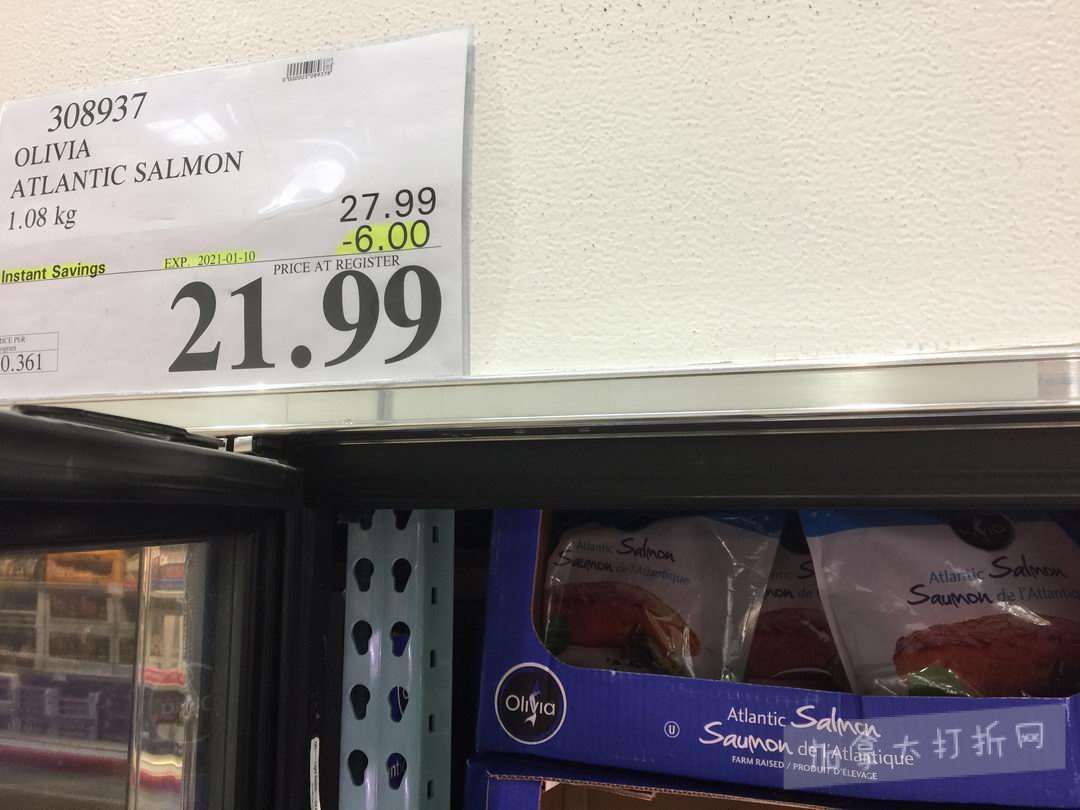 308937
OLIVIA
ATLANTIC SALMON
1.08 kg
27.99
-6.00
Instant Savings
EXP. 2021-01-10
PRICE AT REGISTER
21.99
0.361
Atlantic Salmon
Saumon de l'Atlantique
Atlantic Salmon
Saumon de l'Atlantique
Olivia
U
Atlantic Salmon
Saumon de l'Atlantique
FARM RAISED / PRODUIT D'ÉLEVAGE
加拿大打折网